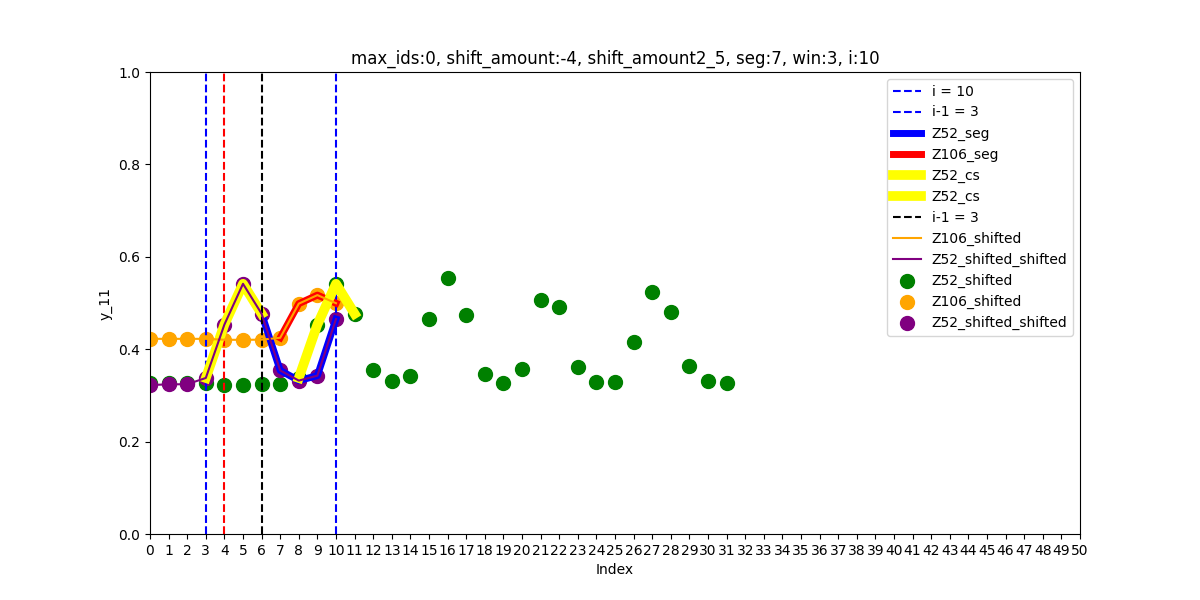 max_ids:0, shift_amount:-4, shift_amount2_5, seg:7, win:3, i:10
1.0
0.8
0.6
0.4
0.2
0.0
y_11
i = 10
i-1 = 3
Z52_seg
Z106_seg
Z52_cs
Z52_cs
i-1 = 3
Z106_shifted
Z52_shifted_shifted
Z52_shifted
Z106_shifted
Z52_shifted_shifted
0 1 2 3 4 5 6 7 8 9 10 11 12 13 14 15 16 17 18 19 20 21 22 23 24 25 26 27 28 29 30 31 32 33 34 35 36 37 38 39 40 41 42 43 44 45 46 47 48 49 50
Index